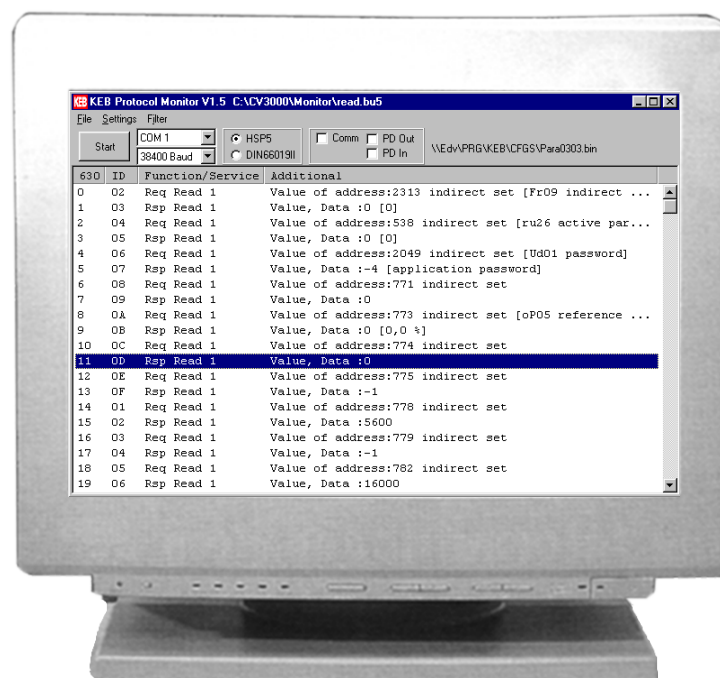 KEB KEB Protocol Monitor V1.5 C:\CV3000\Monitor\read.bu5
File Settings Filter
Start COM 1 HSP5 Comm PD Out \\Edv\PRG\KEB\CFGS\Para0303.bin
38400 Baud DIN66019II PD In
630 ID Function/Service Additional
0 02 Req Read 1 Value of address:2313 indirect set [Fr09 indirect ...
1 03 Rsp Read 1 Value, Data :0 [0]
2 04 Req Read 1 Value of address:538 indirect set [ru26 active par...
3 05 Rsp Read 1 Value, Data :0 [0]
4 06 Req Read 1 Value of address:2049 indirect set [Ud01 password]
5 07 Rsp Read 1 Value, Data :-4 [application password]
6 08 Req Read 1 Value of address:771 indirect set
7 09 Rsp Read 1 Value, Data :0
8 0A Req Read 1 Value of address:773 indirect set [oP05 reference ...
9 0B Rsp Read 1 Value, Data :0 [0,0 %]
10 0C Req Read 1 Value of address:774 indirect set
11 0D Rsp Read 1 Value, Data :0
12 0E Req Read 1 Value of address:775 indirect set
13 0F Rsp Read 1 Value, Data :-1
14 01 Req Read 1 Value of address:778 indirect set
15 02 Rsp Read 1 Value, Data :5600
16 03 Req Read 1 Value of address:779 indirect set
17 04 Rsp Read 1 Value, Data :-1
18 05 Req Read 1 Value of address:782 indirect set
19 06 Rsp Read 1 Value, Data :16000